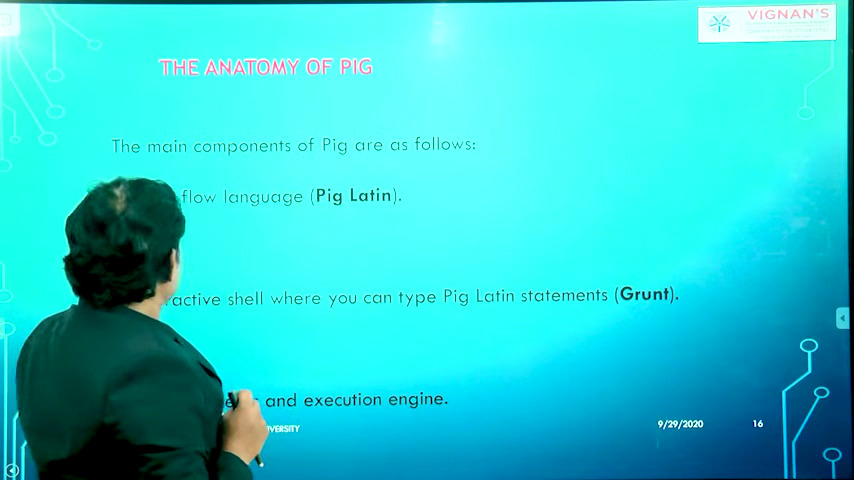 VIGNAN'S
THE ANATOMY OF PIG
The main components of Pig are as follows:
flow language (Pig Latin).
active shell where you can type Pig Latin statements (Grunt).
and execution engine.
9/29/2020
16